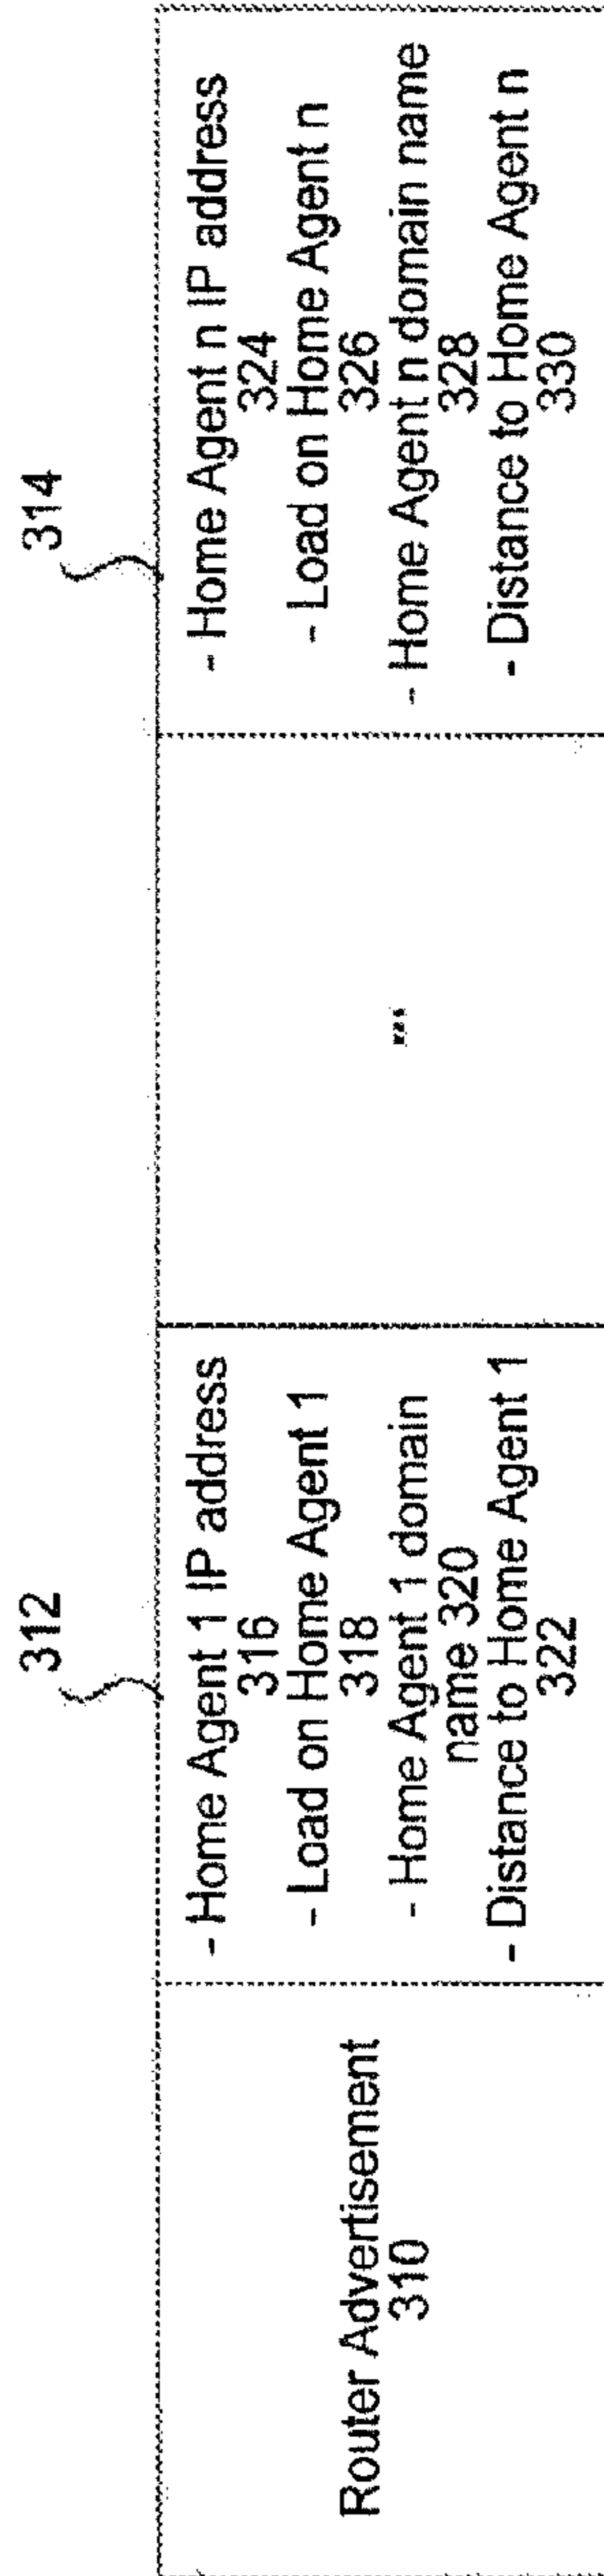 312
314
Router Advertisement
310
- Home Agent 1 IP address
316
- Load on Home Agent 1
318
- Home Agent 1 domain
name 320
- Distance to Home Agent 1
322
...
- Home Agent n IP address
324
- Load on Home Agent n
326
- Home Agent n domain name
328
- Distance to Home Agent n
330